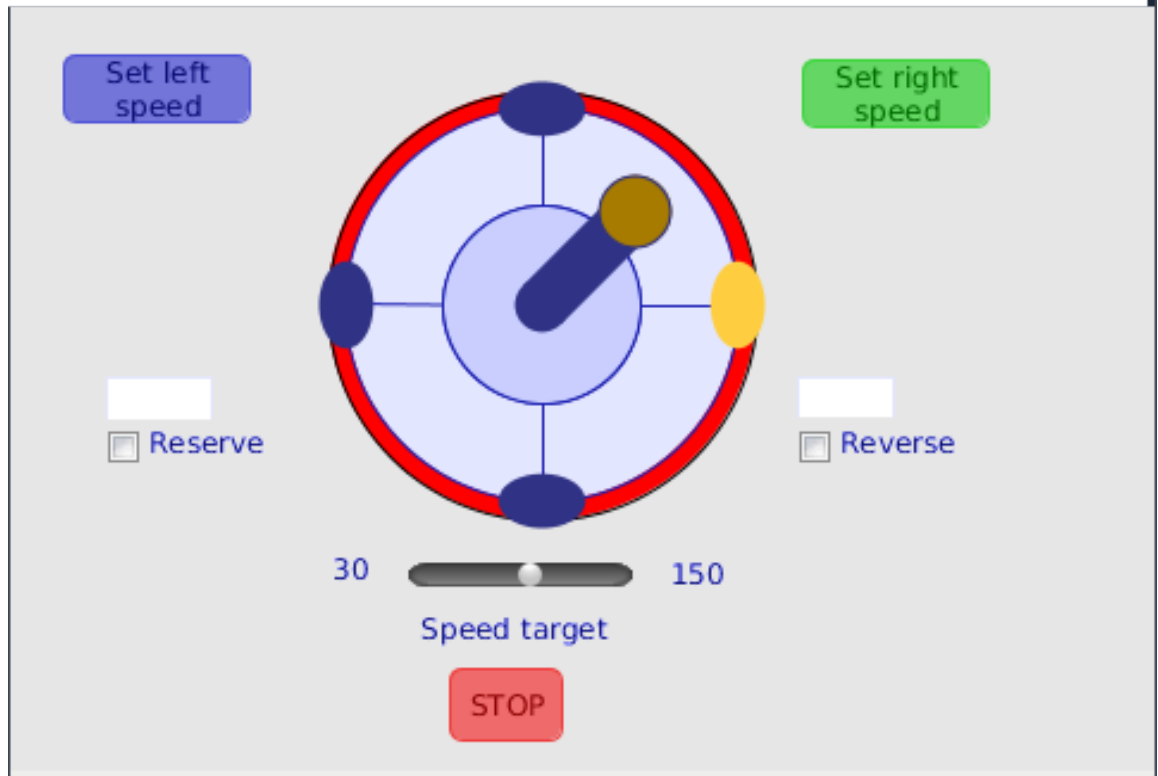 Set left
speed
Set right
speed
Reserve
Reverse
30
150
Speed target
STOP